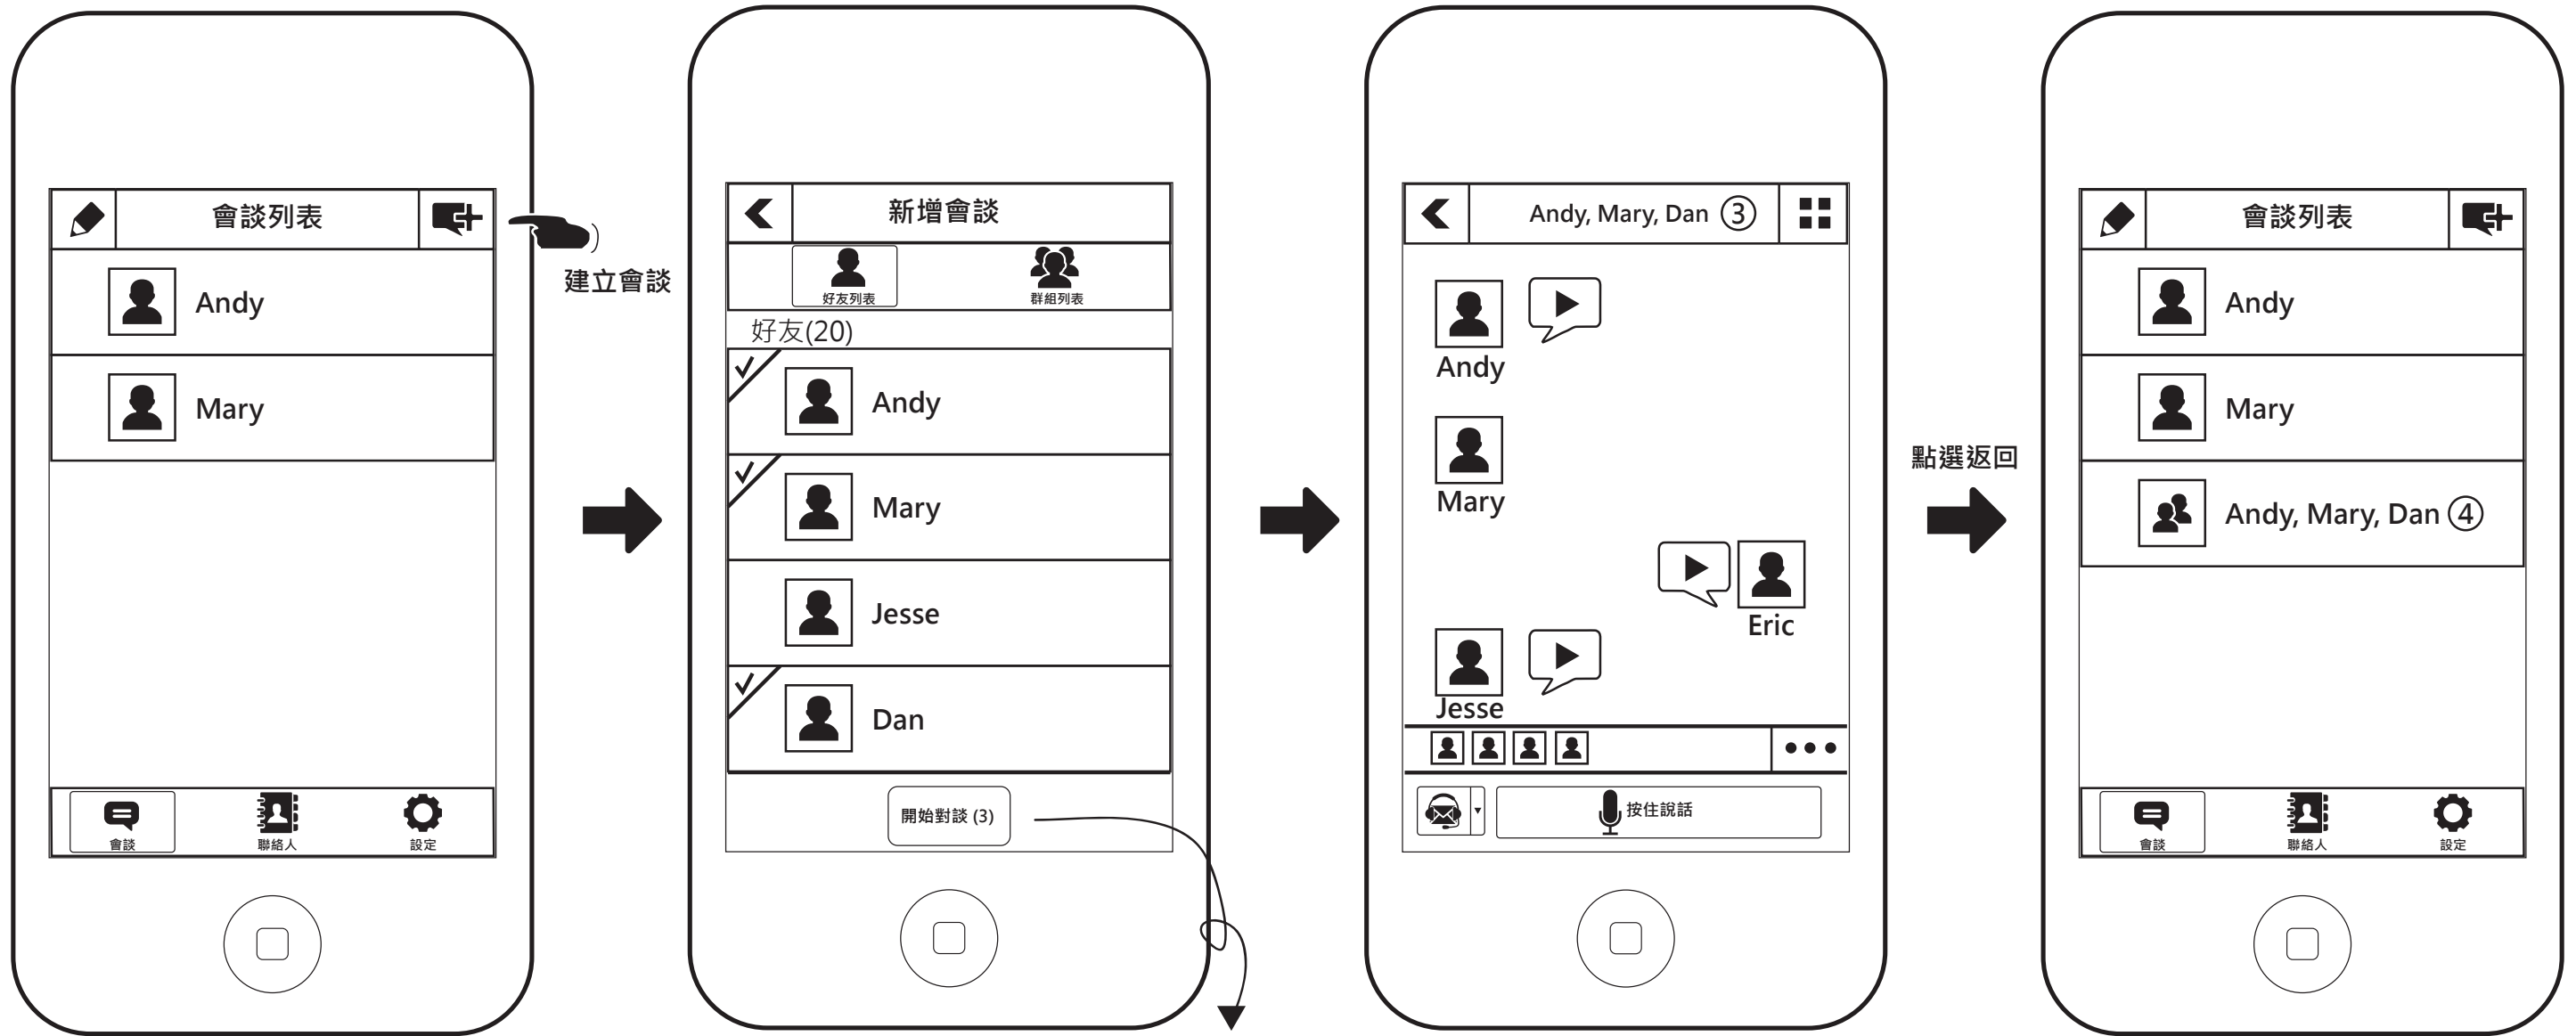 會談列表
Andy
Mary
會談
聯絡人
設定
建立會談
新增會談
好友列表
群組列表
好友(20)
Andy
Mary
Jesse
Dan
開始對談 (3)
Andy, Mary, Dan ③
Andy
Mary
Eric
Jesse
按住說話
點選返回
會談列表
Andy
Mary
Andy, Mary, Dan ④
會談
聯絡人
設定